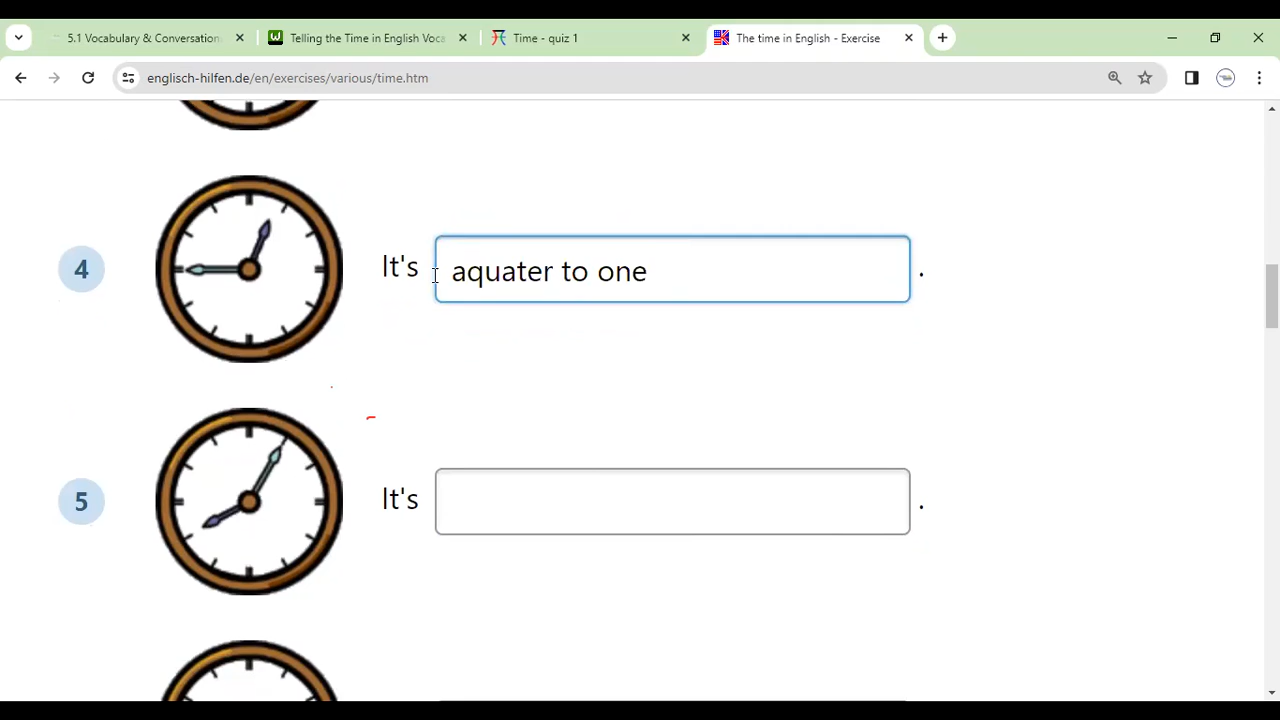 5.1 Vocabulary & Conversation
Telling the Time in English Voca
Time - quiz 1
The time in English - Exercise
englisch-hilfen.de/en/exercises/various/time.htm
4
It's
aquater to one
.
5
It's
.